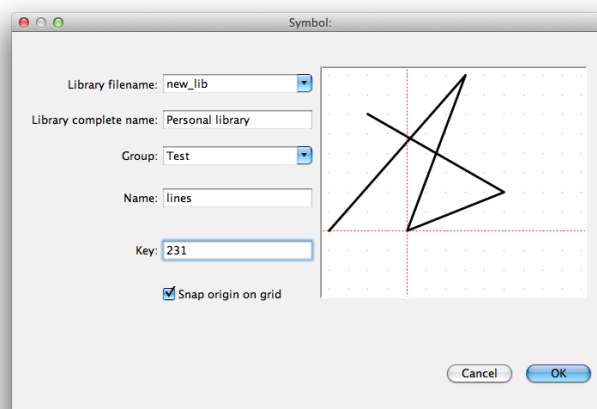 Symbol:
Library filename: new_lib
Library complete name: Personal library
Group: Test
Name: lines
Key: 231
Snap origin on grid
Cancel OK